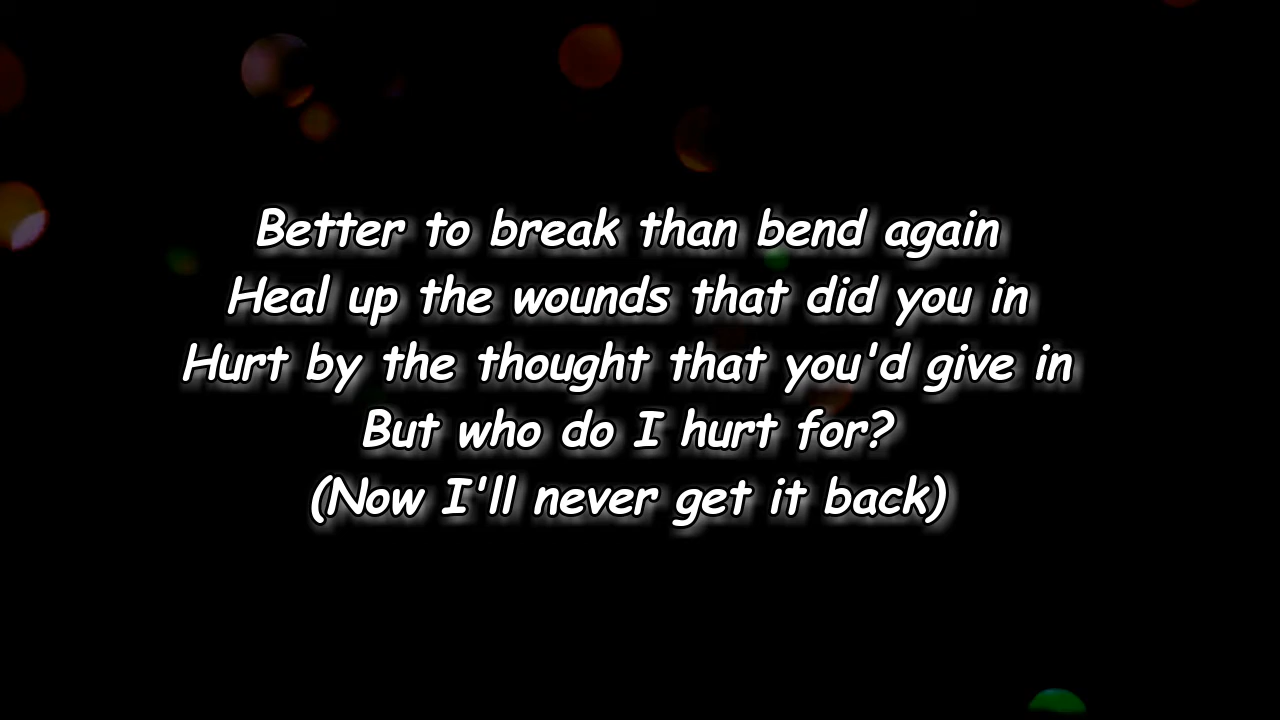 Better to break than bend again
Heal up the wounds that did you in
Hurt by the thought that you'd give in
But who do I hurt for?
(Now I'll never get it back)